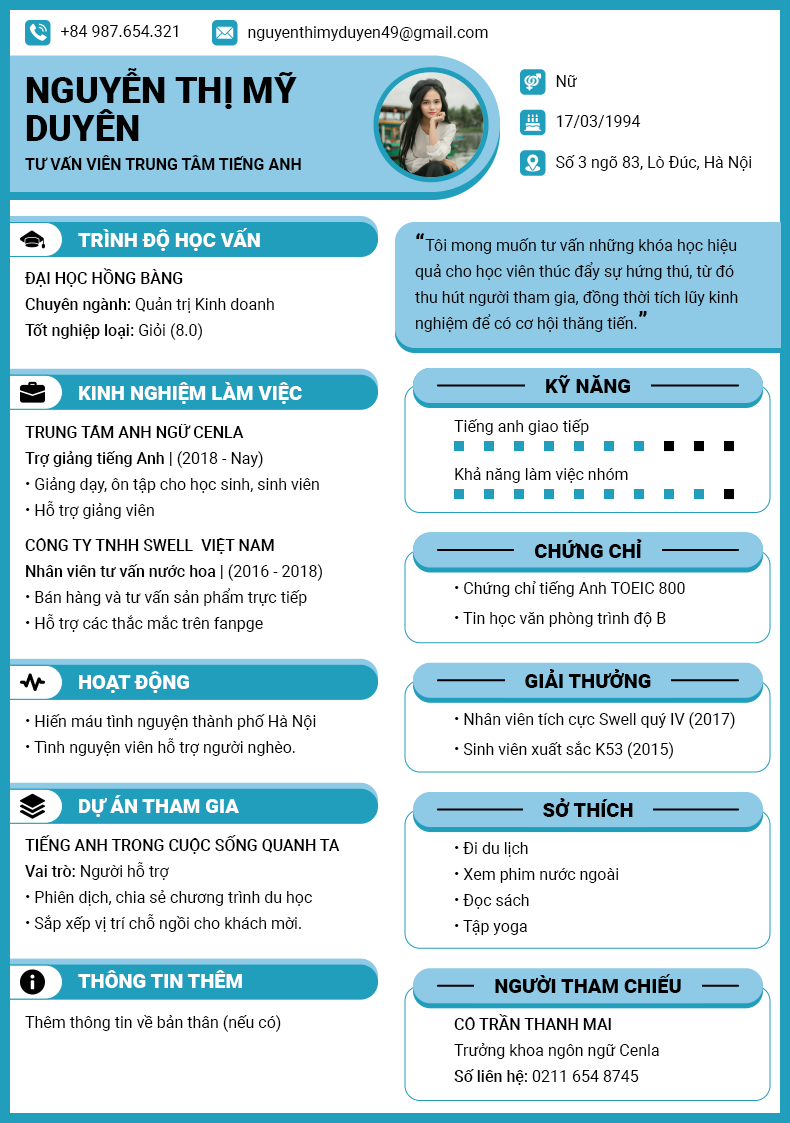 +84 987.654.321
nguyenthimyduyen49@gmail.com
NGUYỄN THỊ MỸ
DUYÊN
TƯ VẤN VIÊN TRUNG TÂM TIẾNG ANH
Nữ
17/03/1994
Số 3 ngõ 83, Lò Đúc, Hà Nội
TRÌNH ĐỘ HỌC VẤN
ĐẠI HỌC HỒNG BÀNG
Chuyên ngành: Quản trị Kinh doanh
Tốt nghiệp loại: Giỏi (8.0)
KINH NGHIỆM LÀM VIỆC
TRUNG TÂM ANH NGỮ CENLA
Trợ giảng tiếng Anh | (2018 - Nay)
• Giảng dạy, ôn tập cho học sinh, sinh viên
• Hỗ trợ giảng viên
CÔNG TY TNHH SWELL VIỆT NAM
Nhân viên tư vấn nước hoa | (2016 - 2018)
• Bán hàng và tư vấn sản phẩm trực tiếp
• Hỗ trợ các thắc mắc trên fanpge
HOẠT ĐỘNG
• Hiến máu tình nguyện thành phố Hà Nội
• Tình nguyện viên hỗ trợ người nghèo.
DỰ ÁN THAM GIA
TIẾNG ANH TRONG CUỘC SỐNG QUANH TA
Vai trò: Người hỗ trợ
• Phiên dịch, chia sẻ chương trình du học
• Sắp xếp vị trí chỗ ngồi cho khách mời.
THÔNG TIN THÊM
Thêm thông tin về bản thân (nếu có)
“Tôi mong muốn tư vấn những khóa học hiệu
quả cho học viên thúc đẩy sự hứng thú, từ đó
thu hút người tham gia, đồng thời tích lũy kinh
nghiệm để có cơ hội thăng tiến.”
KỸ NĂNG
Tiếng anh giao tiếp
Khả năng làm việc nhóm
CHỨNG CHỈ
• Chứng chỉ tiếng Anh TOEIC 800
• Tin học văn phòng trình độ B
GIẢI THƯỞNG
• Nhân viên tích cực Swell quý IV (2017)
• Sinh viên xuất sắc K53 (2015)
SỞ THÍCH
• Đi du lịch
• Xem phim nước ngoài
• Đọc sách
• Tập yoga
NGƯỜI THAM CHIẾU
CÔ TRẦN THANH MAI
Trưởng khoa ngôn ngữ Cenla
Số liên hệ: 0211 654 8745